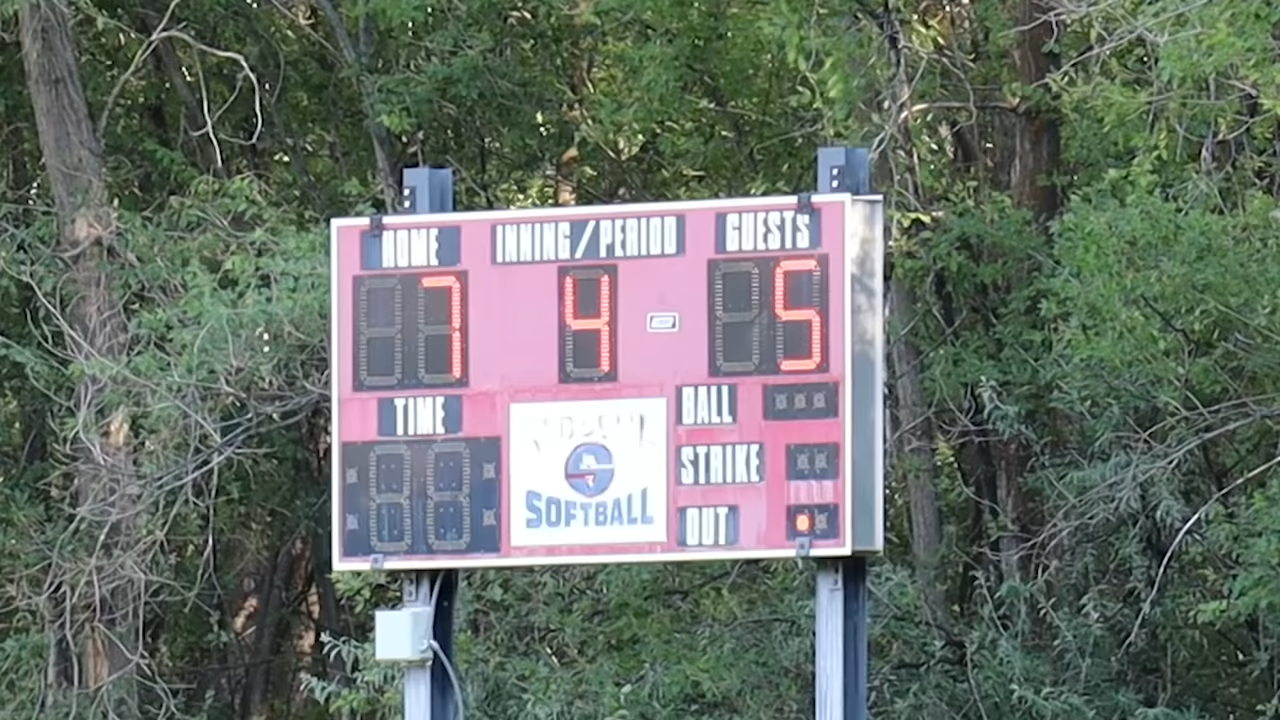 HOME INNING/PERIOD GUESTS
7 4 5
TIME
BALL
STRIKE
OUT
SOFTBALL